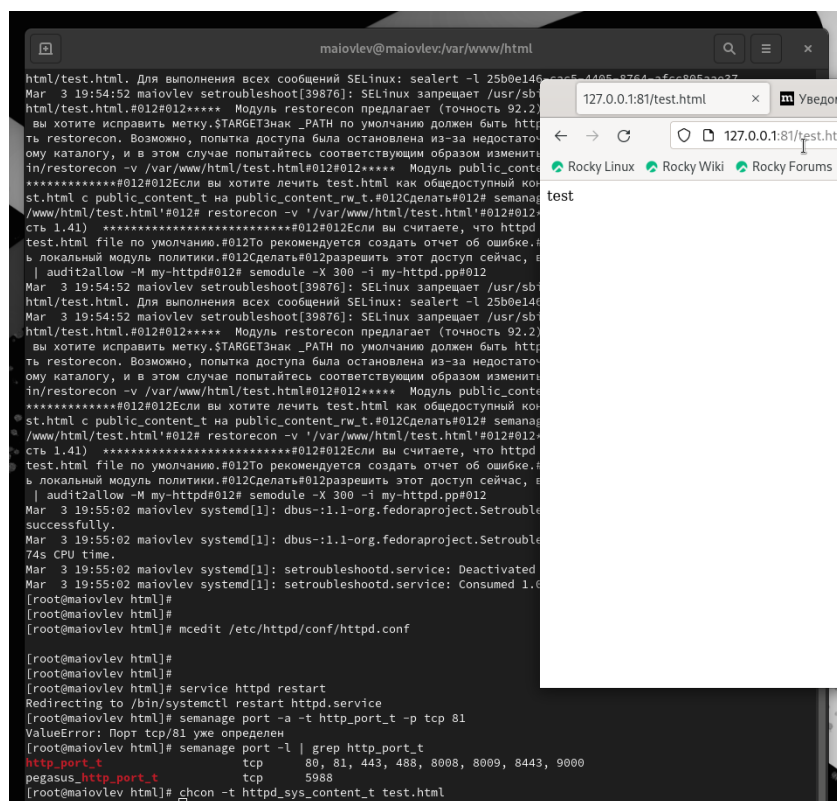 maiovlev@maiovlev:/var/www/html
html/test.html. Для выполнения всех сообщений SELinux: sealert -l 25b0e146-cac5-4405-8764-afcc805aae37
Mar  3 19:54:52 maiovlev setroubleshoot[39876]: SELinux запрещает /usr/sbi
html/test.html.#012#012*****  Модуль restorecon предлагает (точность 92.2)
вы хотите исправить метку.$TARGETЗнак _PATH по умолчанию должен быть http
ть restorecon. Возможно, попытка доступа была остановлена из-за недостаточ
ому каталогу, и в этом случае попытайтесь соответствующим образом изменить
in/restorecon -v /var/www/html/test.html#012#012*****  Модуль public_conte
*************#012#012Если вы хотите лечить test.html как общедоступный кон
st.html с public_content_t на public_content_rw_t.#012Сделать#012# semanag
/www/html/test.html'#012# restorecon -v '/var/www/html/test.html'#012#012*
сть 1.41)  **************************#012#012Если вы считаете, что httpd
test.html file по умолчанию.#012То рекомендуется создать отчет об ошибке.#
ь локальный модуль политики.#012Сделать#012разрешить этот доступ сейчас, в
| audit2allow -M my-httpd#012# semodule -X 300 -i my-httpd.pp#012
Mar  3 19:54:52 maiovlev setroubleshoot[39876]: SELinux запрещает /usr/sbi
html/test.html. Для выполнения всех сообщений SELinux: sealert -l 25b0e146
Mar  3 19:54:52 maiovlev setroubleshoot[39876]: SELinux запрещает /usr/sbi
html/test.html.#012#012*****  Модуль restorecon предлагает (точность 92.2)
вы хотите исправить метку.$TARGETЗнак _PATH по умолчанию должен быть http
ть restorecon. Возможно, попытка доступа была остановлена из-за недостаточ
ому каталогу, и в этом случае попытайтесь соответствующим образом изменить
in/restorecon -v /var/www/html/test.html#012#012*****  Модуль public_conte
*************#012#012Если вы хотите лечить test.html как общедоступный кон
st.html с public_content_t на public_content_rw_t.#012Сделать#012# semanag
/www/html/test.html'#012# restorecon -v '/var/www/html/test.html'#012#012*
сть 1.41)  **************************#012#012Если вы считаете, что httpd
test.html file по умолчанию.#012То рекомендуется создать отчет об ошибке.#
ь локальный модуль политики.#012Сделать#012разрешить этот доступ сейчас, в
| audit2allow -M my-httpd#012# semodule -X 300 -i my-httpd.pp#012
Mar  3 19:55:02 maiovlev systemd[1]: dbus-:1.1-org.fedoraproject.Setrouble
successfully.
Mar  3 19:55:02 maiovlev systemd[1]: dbus-:1.1-org.fedoraproject.Setrouble
74s CPU time.
Mar  3 19:55:02 maiovlev systemd[1]: setroubleshootd.service: Deactivated
Mar  3 19:55:02 maiovlev systemd[1]: setroubleshootd.service: Consumed 1.0
[root@maiovlev html]#
[root@maiovlev html]#
[root@maiovlev html]# mcedit /etc/httpd/conf/httpd.conf
[root@maiovlev html]#
[root@maiovlev html]#
[root@maiovlev html]# service httpd restart
Redirecting to /bin/systemctl restart httpd.service
[root@maiovlev html]# semanage port -a -t http_port_t -p tcp 81
ValueError: Порт tcp/81 уже определен
[root@maiovlev html]# semanage port -l | grep http_port_t
http_port_t                    tcp      80, 81, 443, 488, 8008, 8009, 8443, 9000
pegasus_http_port_t            tcp      5988
[root@maiovlev html]# chcon -t httpd_sys_content_t test.html
127.0.0.1:81/test.html
m Уведом
127.0.0.1:81/test.ht
Rocky Linux Rocky Wiki Rocky Forums
test